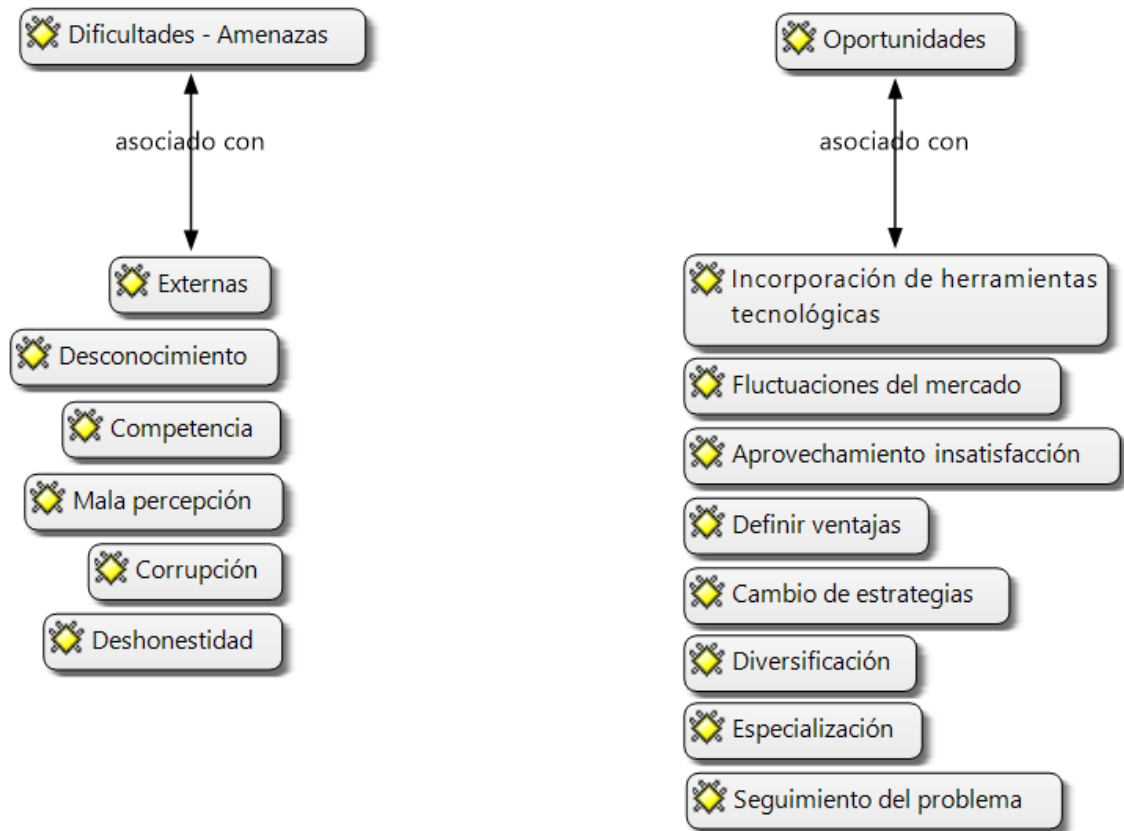 Dificultades - Amenazas
asociado con
Externas
Desconocimiento
Competencia
Mala percepción
Corrupción
Deshonestidad
Oportunidades
asociado con
Incorporación de herramientas
tecnológicas
Fluctuaciones del mercado
Aprovechamiento insatisfacción
Definir ventajas
Cambio de estrategias
Diversificación
Especialización
Seguimiento del problema